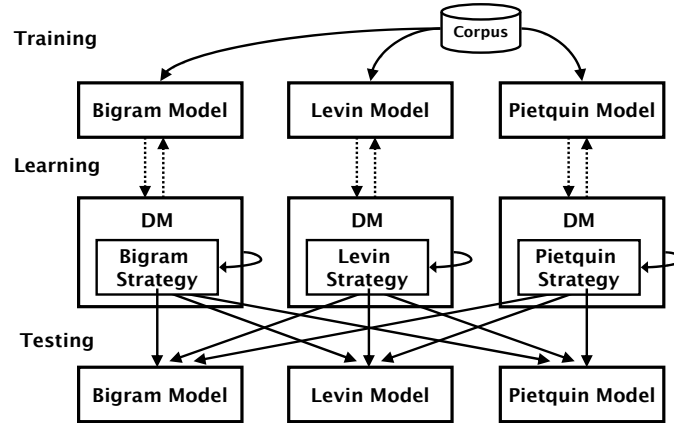 Training
Corpus
Bigram Model
Levin Model
Pietquin Model
Learning
DM
DM
DM
Bigram
Strategy
Levin
Strategy
Pietquin
Strategy
Testing
Bigram Model
Levin Model
Pietquin Model